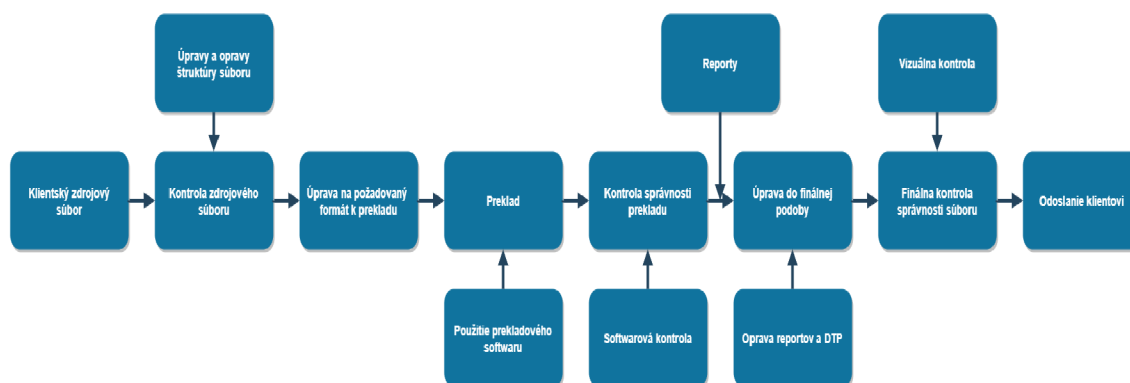 Úpravy a opravy
štruktúry súboru
Reporty
Vizuálna kontrola
Klientský zdrojový
súbor
Kontrola zdrojového
súboru
Úprava na požadovaný
formát k prekladu
Preklad
Kontrola správnosti
prekladu
Úprava do finálnej
podoby
Finálna kontrola
správnosti súboru
Odoslanie klientovi
Použitie prekladového
softwaru
Softwarová kontrola
Oprava reportov a DTP